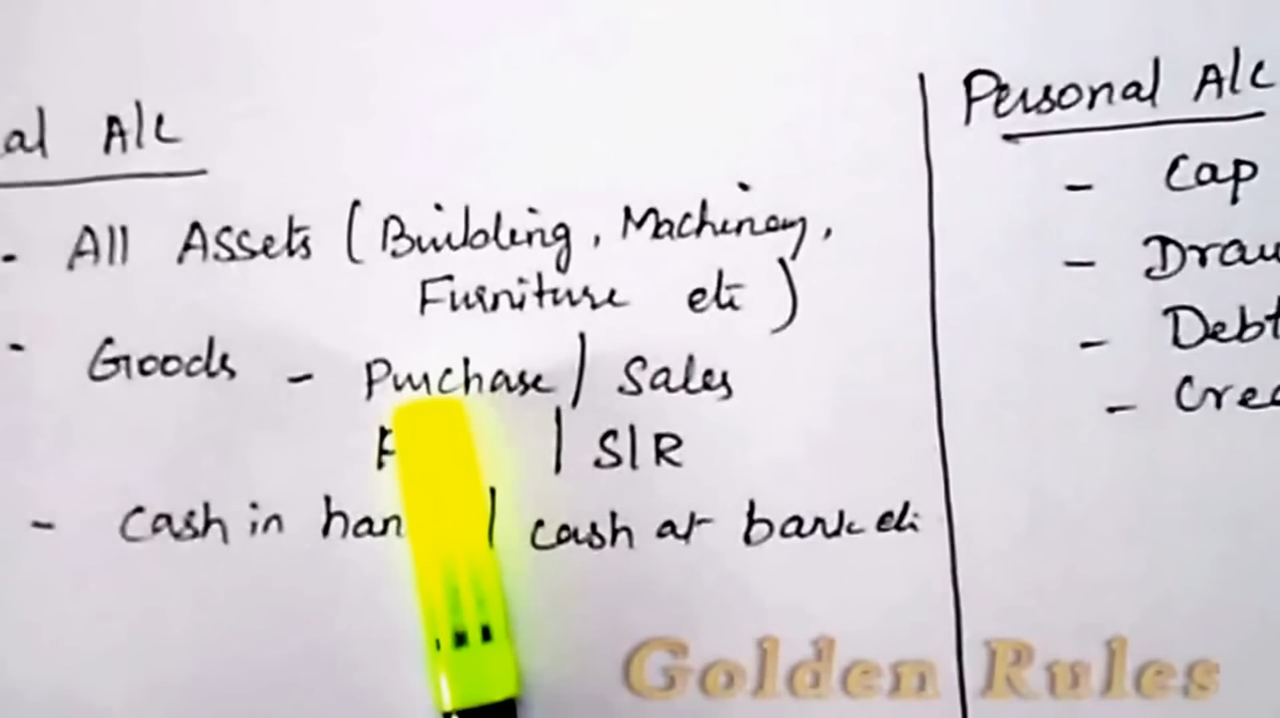 al A/C
- All Assets (Building, Machinery,
Furniture etc)
- Goods - Purchase / Sales
/ S/R
- Cash in han / cash at bank etc
Personal A/C
- Cap
- Draw
- Debt
- Cred
Golden Rules